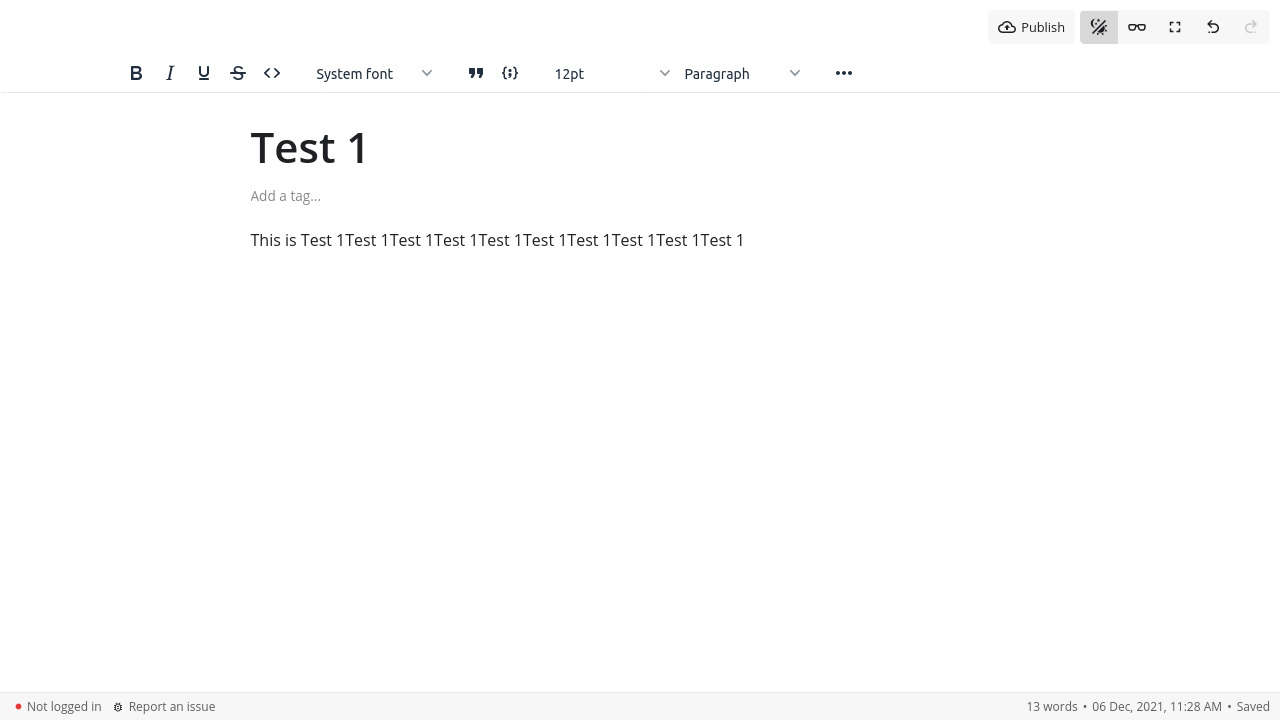 Publish
B I U S <> System font 12pt Paragraph
Test 1
Add a tag...
This is Test 1Test 1Test 1Test 1Test 1Test 1Test 1Test 1Test 1Test 1
Not logged in Report an issue 13 words • 06 Dec, 2021, 11:28 AM • Saved